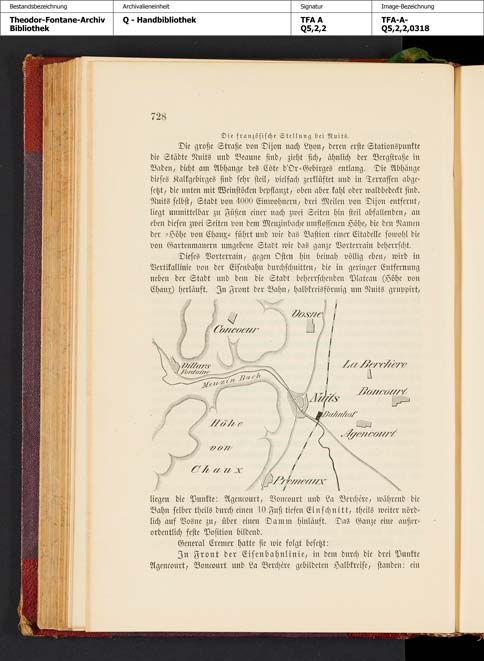 Bestandsbezeichnung
Archivalieneinheit
Signatur
Image-Bezeichnung
Theodor-Fontane-Archiv
Bibliothek
Q - Handbibliothek
TFA A
Q5,2,2
TFA-A-
Q5,2,2,0318
728
Die französische Stellung bei Nuits.
Die große Straße von Dijon nach Lyon, deren erste Stationspunkte
die Städte Nuits und Beaune sind, zieht sich, ähnlich der Bergstraße in
Baden, dicht am Abhange des Côte d'Or-Gebirges entlang. Die Abhänge
dieses Kalkgebirges sind sehr steil, vielfach zerklüftet und in Terrassen abge-
setzt, die unten mit Weinstöcken bepflanzt, oben aber kahl oder waldbedeckt sind.
Nuits selbst, Stadt von 4000 Einwohnern, drei Meilen von Dijon entfernt,
liegt unmittelbar zu Füßen einer nach zwei Seiten hin steil abfallenden, an
eben diesen zwei Seiten von dem Meuzinbach umflossenen Höhe, die den Namen
der »Höhe von Chaux« führt und wie das Bastion einer Citadelle sowohl die
von Gartenmauern umgebene Stadt wie das ganze Vorterrain beherrscht.
Dieses Vorterrain, gegen Osten hin beinah völlig eben, wird in
Vertikallinie von der Eisenbahn durchschnitten, die in geringer Entfernung
neben der Stadt und dem die Stadt beherrschenden Plateau (Höhe von
Chaux) herläuft. In Front der Bahn, halbkreisförmig um Nuits gruppirt,
Vosne
Concoeur
Villars
Fontaine
Meuzin Bach
La Berchère
Boncourt
Nuits
Bahnhof
Agencourt
Höhe
von
Chaux
Prémeaux
liegen die Punkte: Agencourt, Boncourt und La Berchère, während die
Bahn selber theils durch einen 10 Fuß tiefen Einschnitt, theils weiter nörd-
lich auf Vosne zu, über einen Damm hinläuft. Das Ganze eine außer-
ordentlich feste Position bildend.
General Cremer hatte sie wie folgt besetzt:
In Front der Eisenbahnlinie, in dem durch die drei Punkte
Agencourt, Boncourt und La Berchère gebildeten Halbkreise, standen: ein